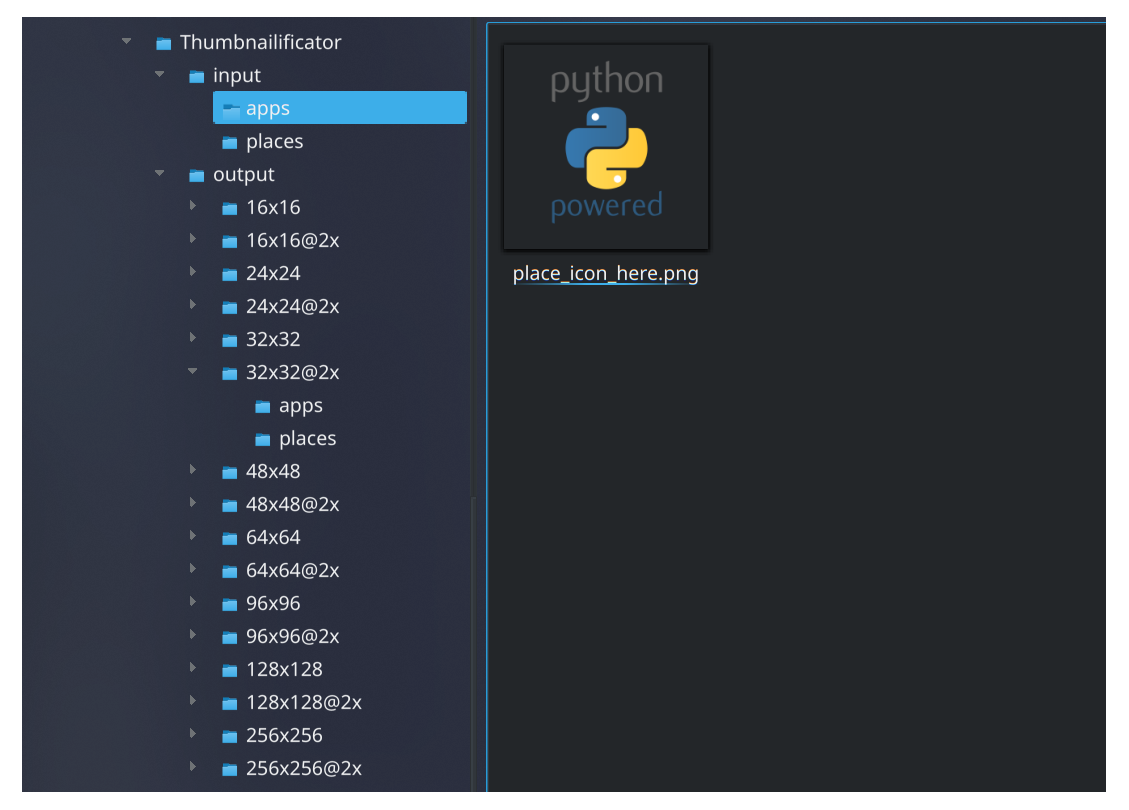 Thumbnailificator
input
apps
places
output
16x16
16x16@2x
24x24
24x24@2x
32x32
32x32@2x
apps
places
48x48
48x48@2x
64x64
64x64@2x
96x96
96x96@2x
128x128
128x128@2x
256x256
256x256@2x
python
powered
place_icon_here.png